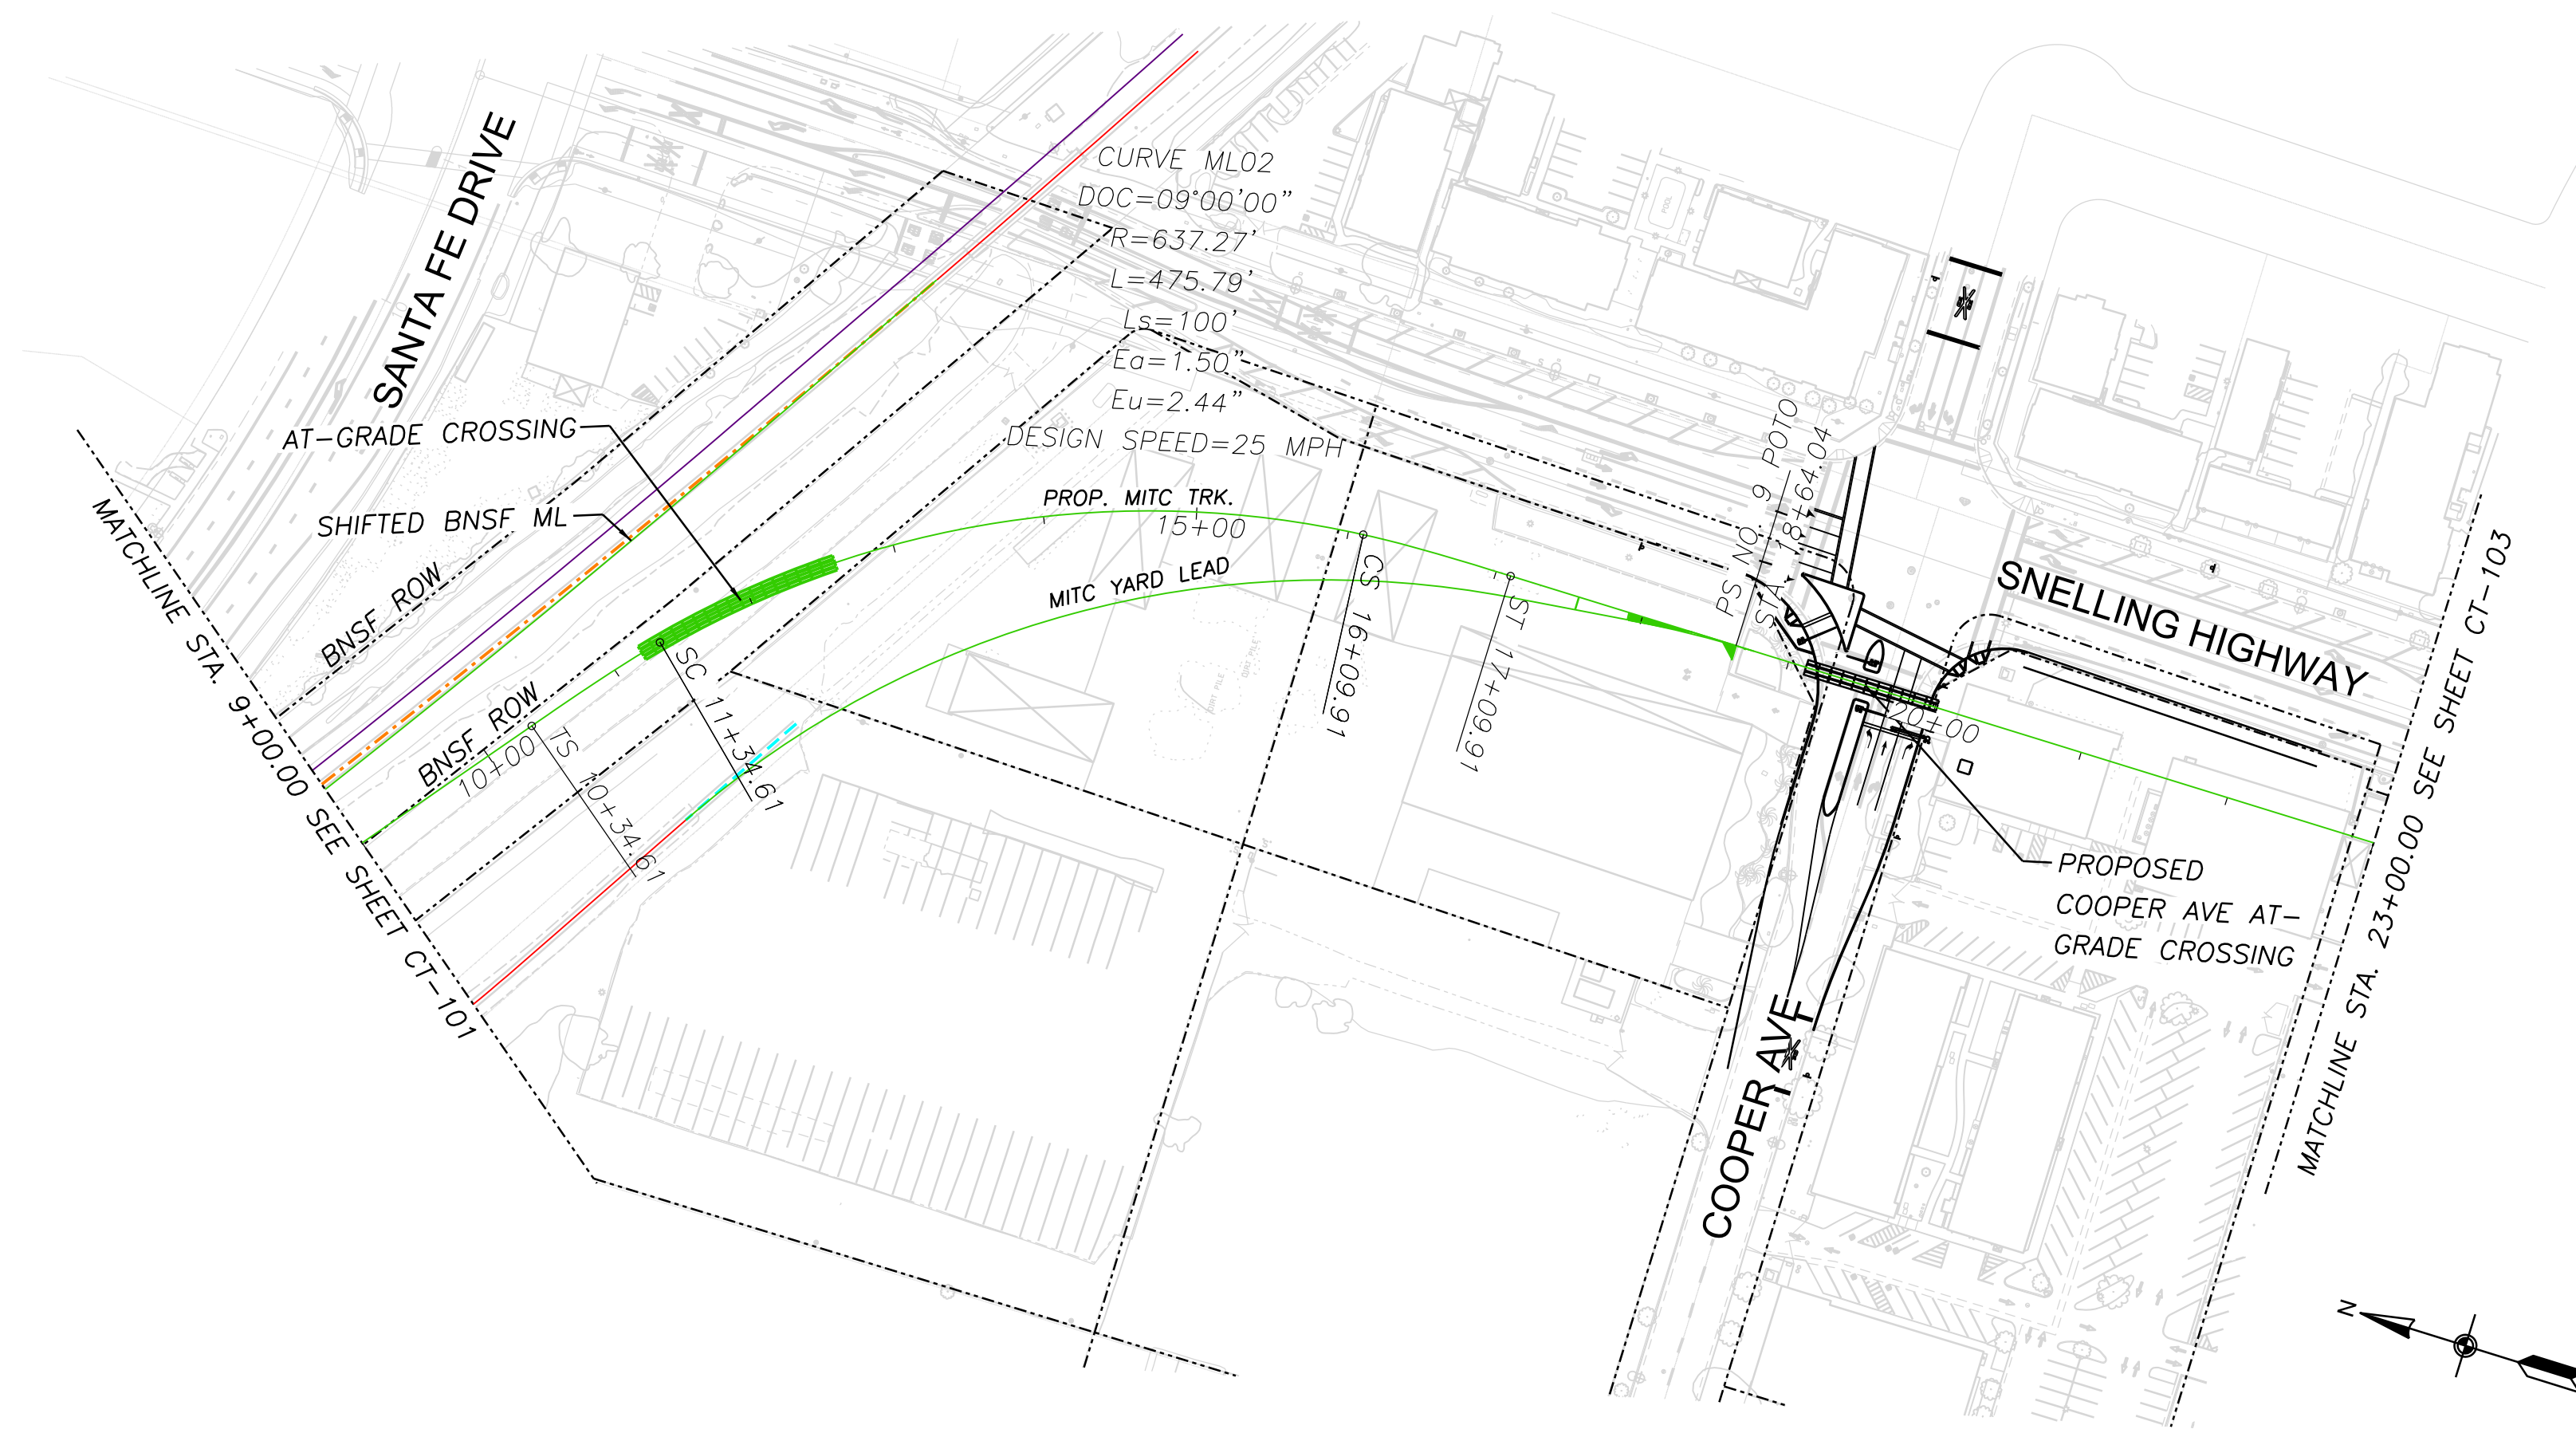 SANTA FE DRIVE
CURVE ML02
DOC=09°00'00"
R=637.27'
L=475.79'
Ls=100'
Ea=1.50"
Eu=2.44"
DESIGN SPEED=25 MPH
POOL
AT-GRADE CROSSING
SHIFTED BNSF ML
BNSF ROW
BNSF ROW
MATCHLINE STA. 9+00.00 SEE SHEET CT-101
10+00
TS 10+34.61
SC 11+34.61
PROP. MITC TRK.
15+00
MITC YARD LEAD
DIRT PILE
DIRT PILE
CS 16+09.91
ST 17+09.91
PS NO. 9 POTO
STA 18+64.04
SNELLING HIGHWAY
20+00
PROPOSED
COOPER AVE AT-
GRADE CROSSING
COOPER AVE
MATCHLINE STA. 23+00.00 SEE SHEET CT-103
N